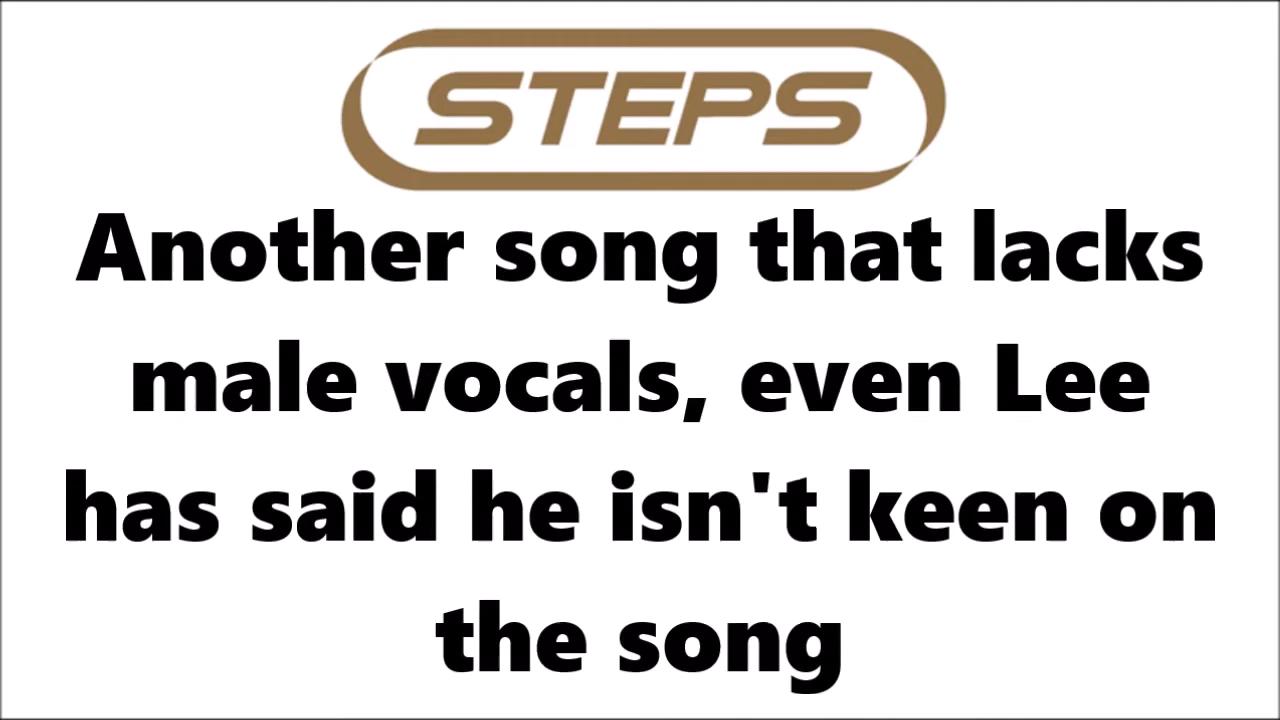 STEPS
Another song that lacks
male vocals, even Lee
has said he isn't keen on
the song